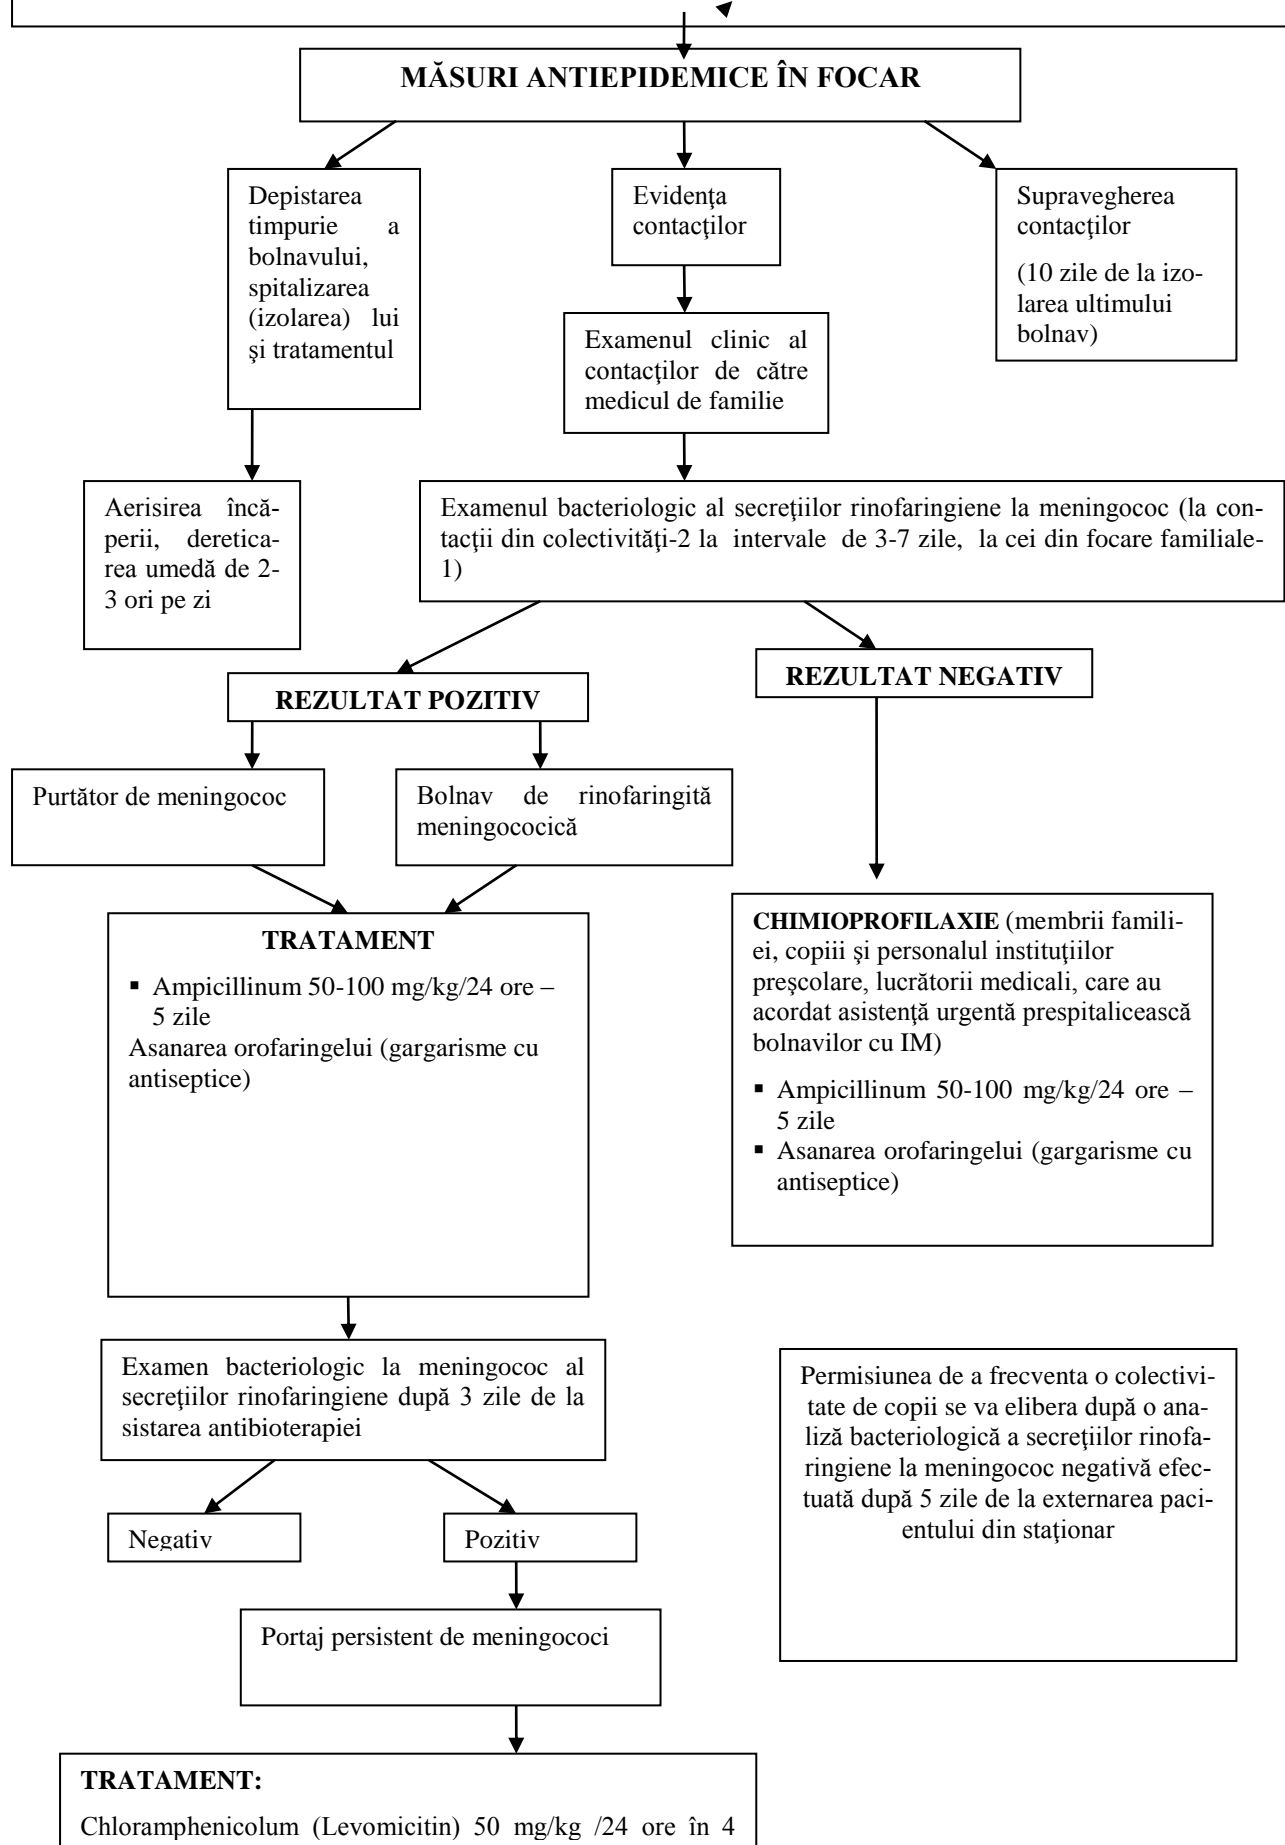 MĂSURI ANTIEPIDEMICE ÎN FOCAR
Depistarea
timpurie a
bolnavului,
spitalizarea
(izolarea) lui
şi tratamentul
Evidenţa
contacţilor
Supravegherea
contacţilor
(10 zile de la izo-
larea ultimului
bolnav)
Examenul clinic al
contacţilor de către
medicul de familie
Aerisirea încă-
perii, deretica-
rea umedă de 2-
3 ori pe zi
Examenul bacteriologic al secreţiilor rinofaringiene la meningococ (la con-
tacţii din colectivităţi-2 la intervale de 3-7 zile, la cei din focare familiale-
1)
REZULTAT POZITIV
REZULTAT NEGATIV
Purtător de meningococ
Bolnav de rinofaringită
meningococică
TRATAMENT
▪ Ampicillinum 50-100 mg/kg/24 ore –
5 zile
Asanarea orofaringelui (gargarisme cu
antiseptice)
CHIMIOPROFILAXIE (membrii famili-
ei, copiii şi personalul instituţiilor
preşcolare, lucrătorii medicali, care au
acordat asistenţă urgentă prespitalicească
bolnavilor cu IM)
▪ Ampicillinum 50-100 mg/kg/24 ore –
5 zile
▪ Asanarea orofaringelui (gargarisme cu
antiseptice)
Examen bacteriologic la meningococ al
secreţiilor rinofaringiene după 3 zile de la
sistarea antibioterapiei
Permisiunea de a frecventa o colectivi-
tate de copii se va elibera după o ana-
liză bacteriologică a secreţiilor rinofa-
ringiene la meningococ negativă efec-
tuată după 5 zile de la externarea paci-
entului din staţionar
Negativ
Pozitiv
Portaj persistent de meningococi
TRATAMENT:
Chloramphenicolum (Levomicitin) 50 mg/kg /24 ore în 4